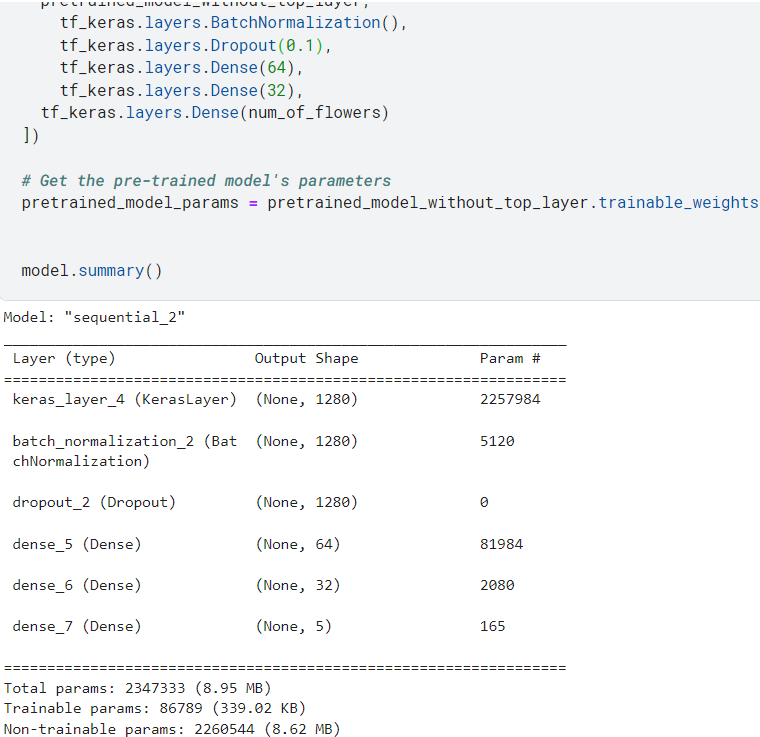 pretrained_model_without_top_layer,
tf_keras.layers.BatchNormalization(),
tf_keras.layers.Dropout(0.1),
tf_keras.layers.Dense(64),
tf_keras.layers.Dense(32),
tf_keras.layers.Dense(num_of_flowers)
])
# Get the pre-trained model's parameters
pretrained_model_params = pretrained_model_without_top_layer.trainable_weights
model.summary()
Model: "sequential_2"
_________________________________________________________________
Layer (type) Output Shape Param #
=================================================================
keras_layer_4 (KerasLayer) (None, 1280) 2257984
batch_normalization_2 (Bat (None, 1280) 5120
chNormalization)
dropout_2 (Dropout) (None, 1280) 0
dense_5 (Dense) (None, 64) 81984
dense_6 (Dense) (None, 32) 2080
dense_7 (Dense) (None, 5) 165
=================================================================
Total params: 2347333 (8.95 MB)
Trainable params: 86789 (339.02 KB)
Non-trainable params: 2260544 (8.62 MB)